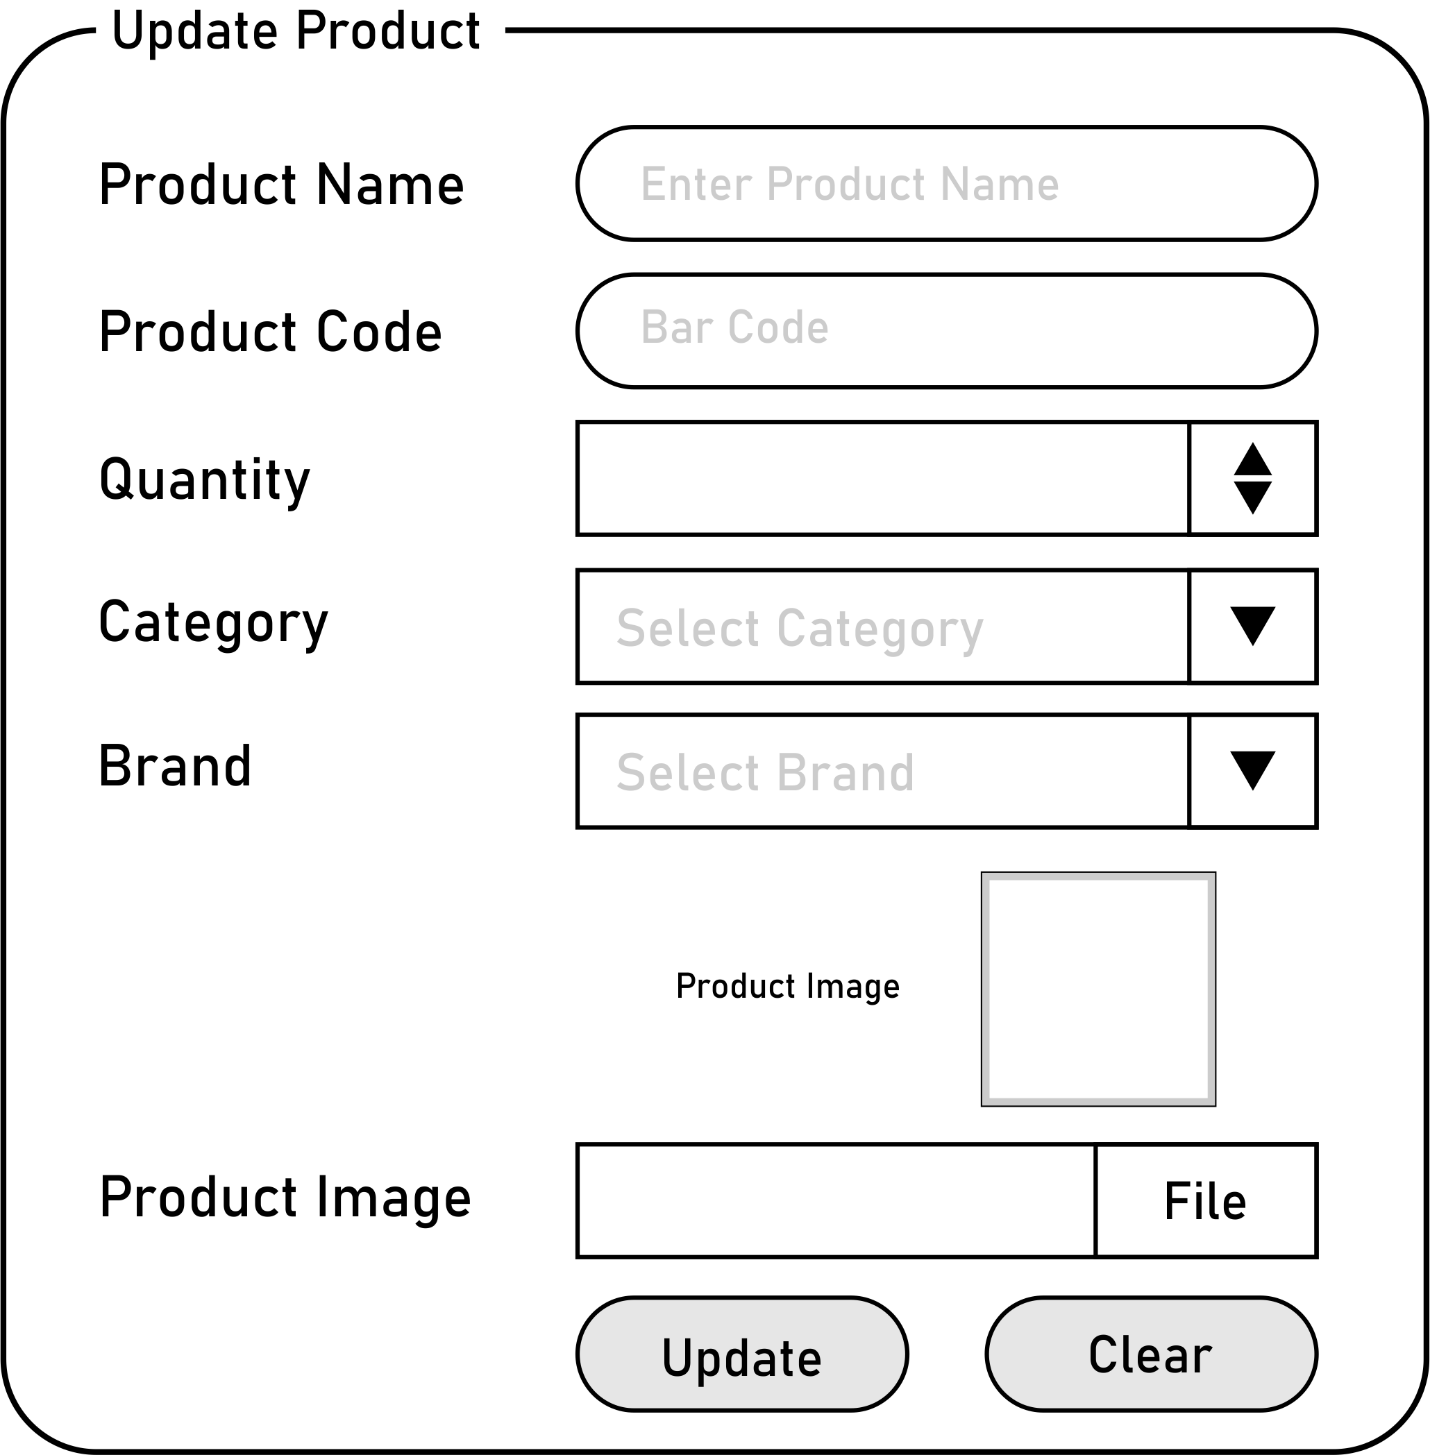 Update Product
Product Name
Enter Product Name
Product Code
Bar Code
Quantity
Category
Select Category
Brand
Select Brand
Product Image
Product Image
File
Update
Clear